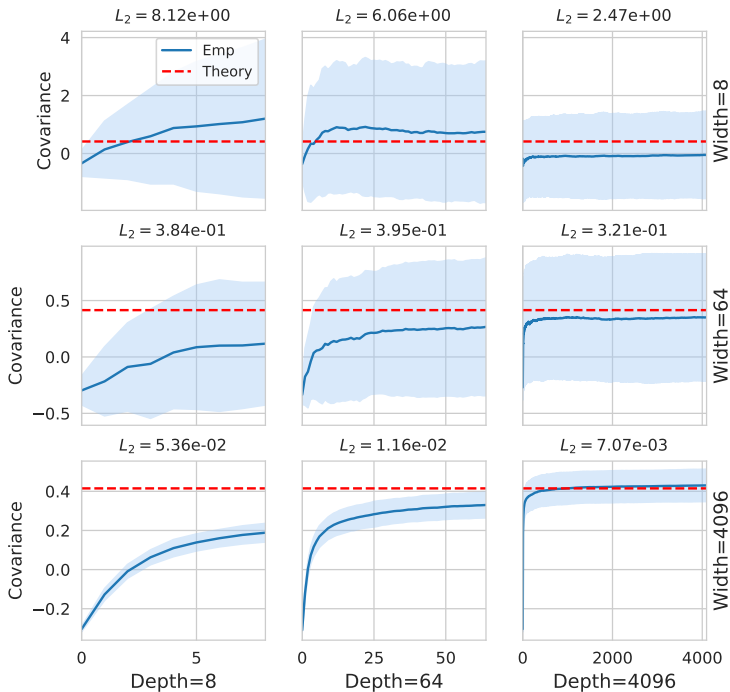 L₂ = 8.12e+00 L₂ = 6.06e+00 L₂ = 2.47e+00
4
2
0
Covariance
Emp
Theory
Width=8
L₂ = 3.84e-01 L₂ = 3.95e-01 L₂ = 3.21e-01
0.5
0.0
−0.5
Covariance
Width=64
L₂ = 5.36e-02 L₂ = 1.16e-02 L₂ = 7.07e-03
0.4
0.2
0.0
−0.2
Covariance
Width=4096
0 5 0 25 50 0 2000 4000
Depth=8 Depth=64 Depth=4096